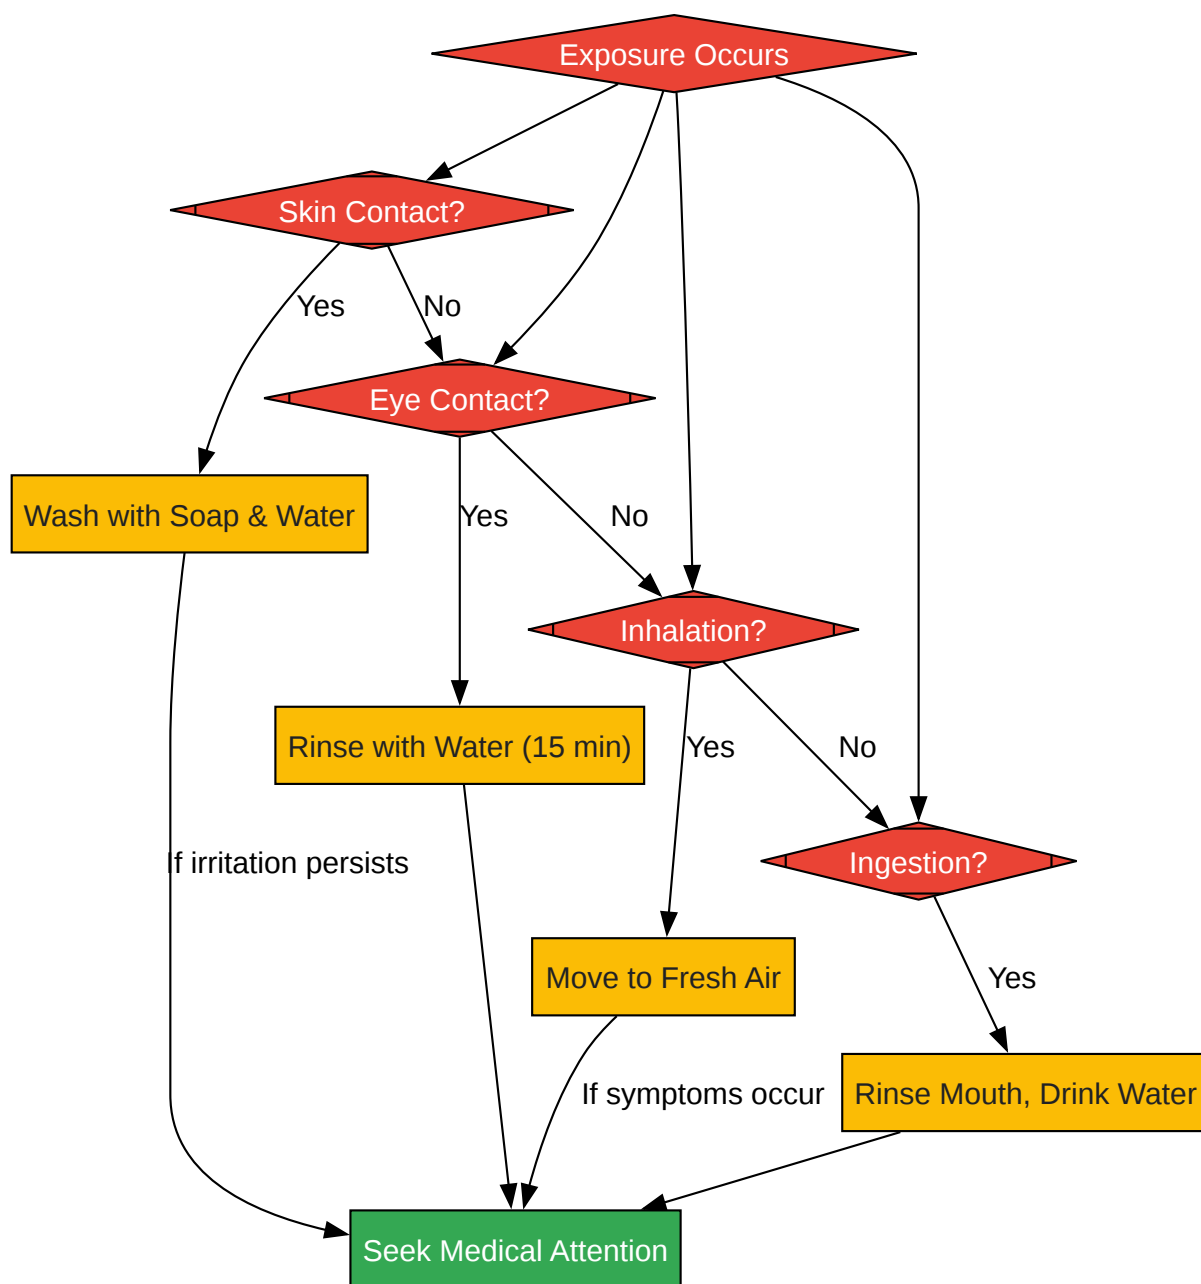 Exposure Occurs
Skin Contact?
Yes
No
Eye Contact?
Wash with Soap & Water
Yes
No
Inhalation?
Rinse with Water (15 min)
Yes
No
If irritation persists
Ingestion?
Move to Fresh Air
Yes
If symptoms occur
Rinse Mouth, Drink Water
Seek Medical Attention